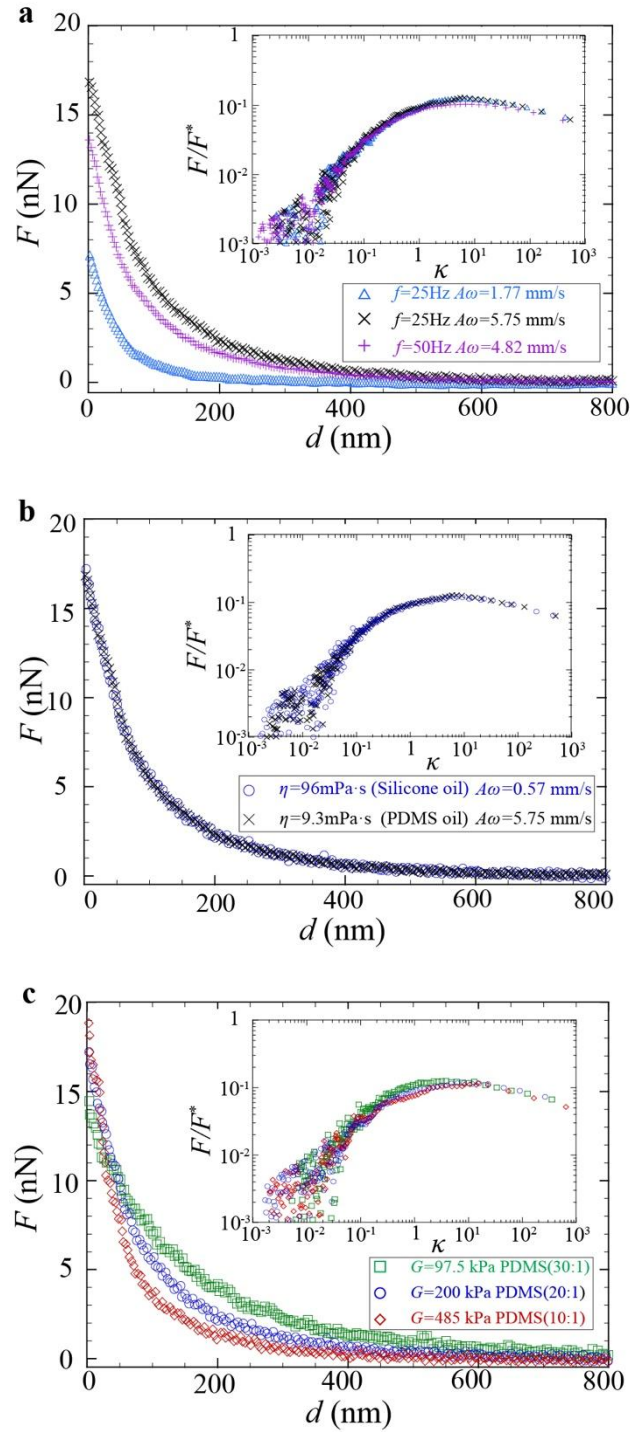 a
20
15
10
5
0
F (nN)
0 200 400 600 800
d (nm)
1
10⁻¹
10⁻²
10⁻³
F/F*
10⁻³ 10⁻² 10⁻¹ 1 10¹ 10² 10³
κ
f=25Hz Aω=1.77 mm/s
f=25Hz Aω=5.75 mm/s
f=50Hz Aω=4.82 mm/s
b
20
15
10
5
0
F (nN)
0 200 400 600 800
d (nm)
1
10⁻¹
10⁻²
10⁻³
F/F*
10⁻³ 10⁻² 10⁻¹ 1 10¹ 10² 10³
κ
η=96mPa·s (Silicone oil) Aω=0.57 mm/s
η=9.3mPa·s (PDMS oil) Aω=5.75 mm/s
c
20
15
10
5
0
F (nN)
0 200 400 600 800
d (nm)
1
10⁻¹
10⁻²
10⁻³
F/F*
10⁻³ 10⁻² 10⁻¹ 1 10¹ 10² 10³
κ
G=97.5 kPa PDMS(30:1)
G=200 kPa PDMS(20:1)
G=485 kPa PDMS(10:1)